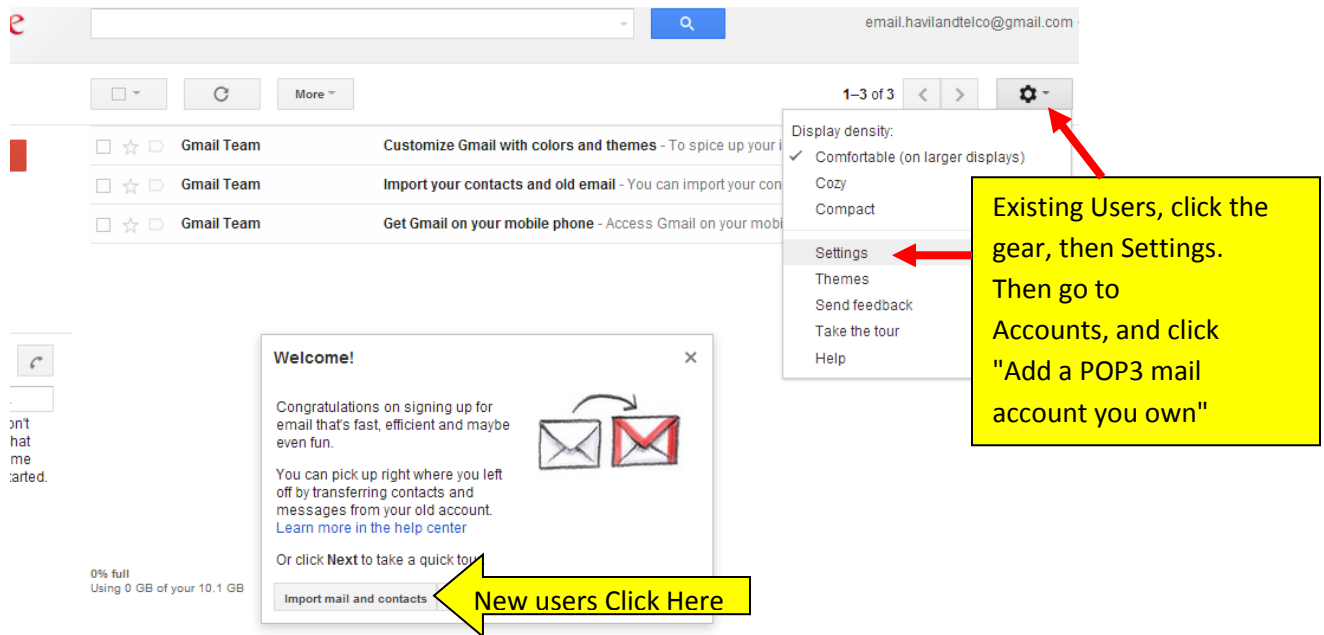 e
email.havilandtelco@gmail.com
More
1–3 of 3
Gmail Team Customize Gmail with colors and themes - To spice up your i
Gmail Team Import your contacts and old email - You can import your con
Gmail Team Get Gmail on your mobile phone - Access Gmail on your mobi
Display density:
Comfortable (on larger displays)
Cozy
Compact
Settings
Themes
Send feedback
Take the tour
Help
Existing Users, click the
gear, then Settings.
Then go to
Accounts, and click
"Add a POP3 mail
account you own"
on't
hat
me
tarted.
Welcome!
Congratulations on signing up for
email that's fast, efficient and maybe
even fun.
You can pick up right where you left
off by transferring contacts and
messages from your old account.
Learn more in the help center
Or click Next to take a quick tou
Import mail and contacts
New users Click Here
0% full
Using 0 GB of your 10.1 GB